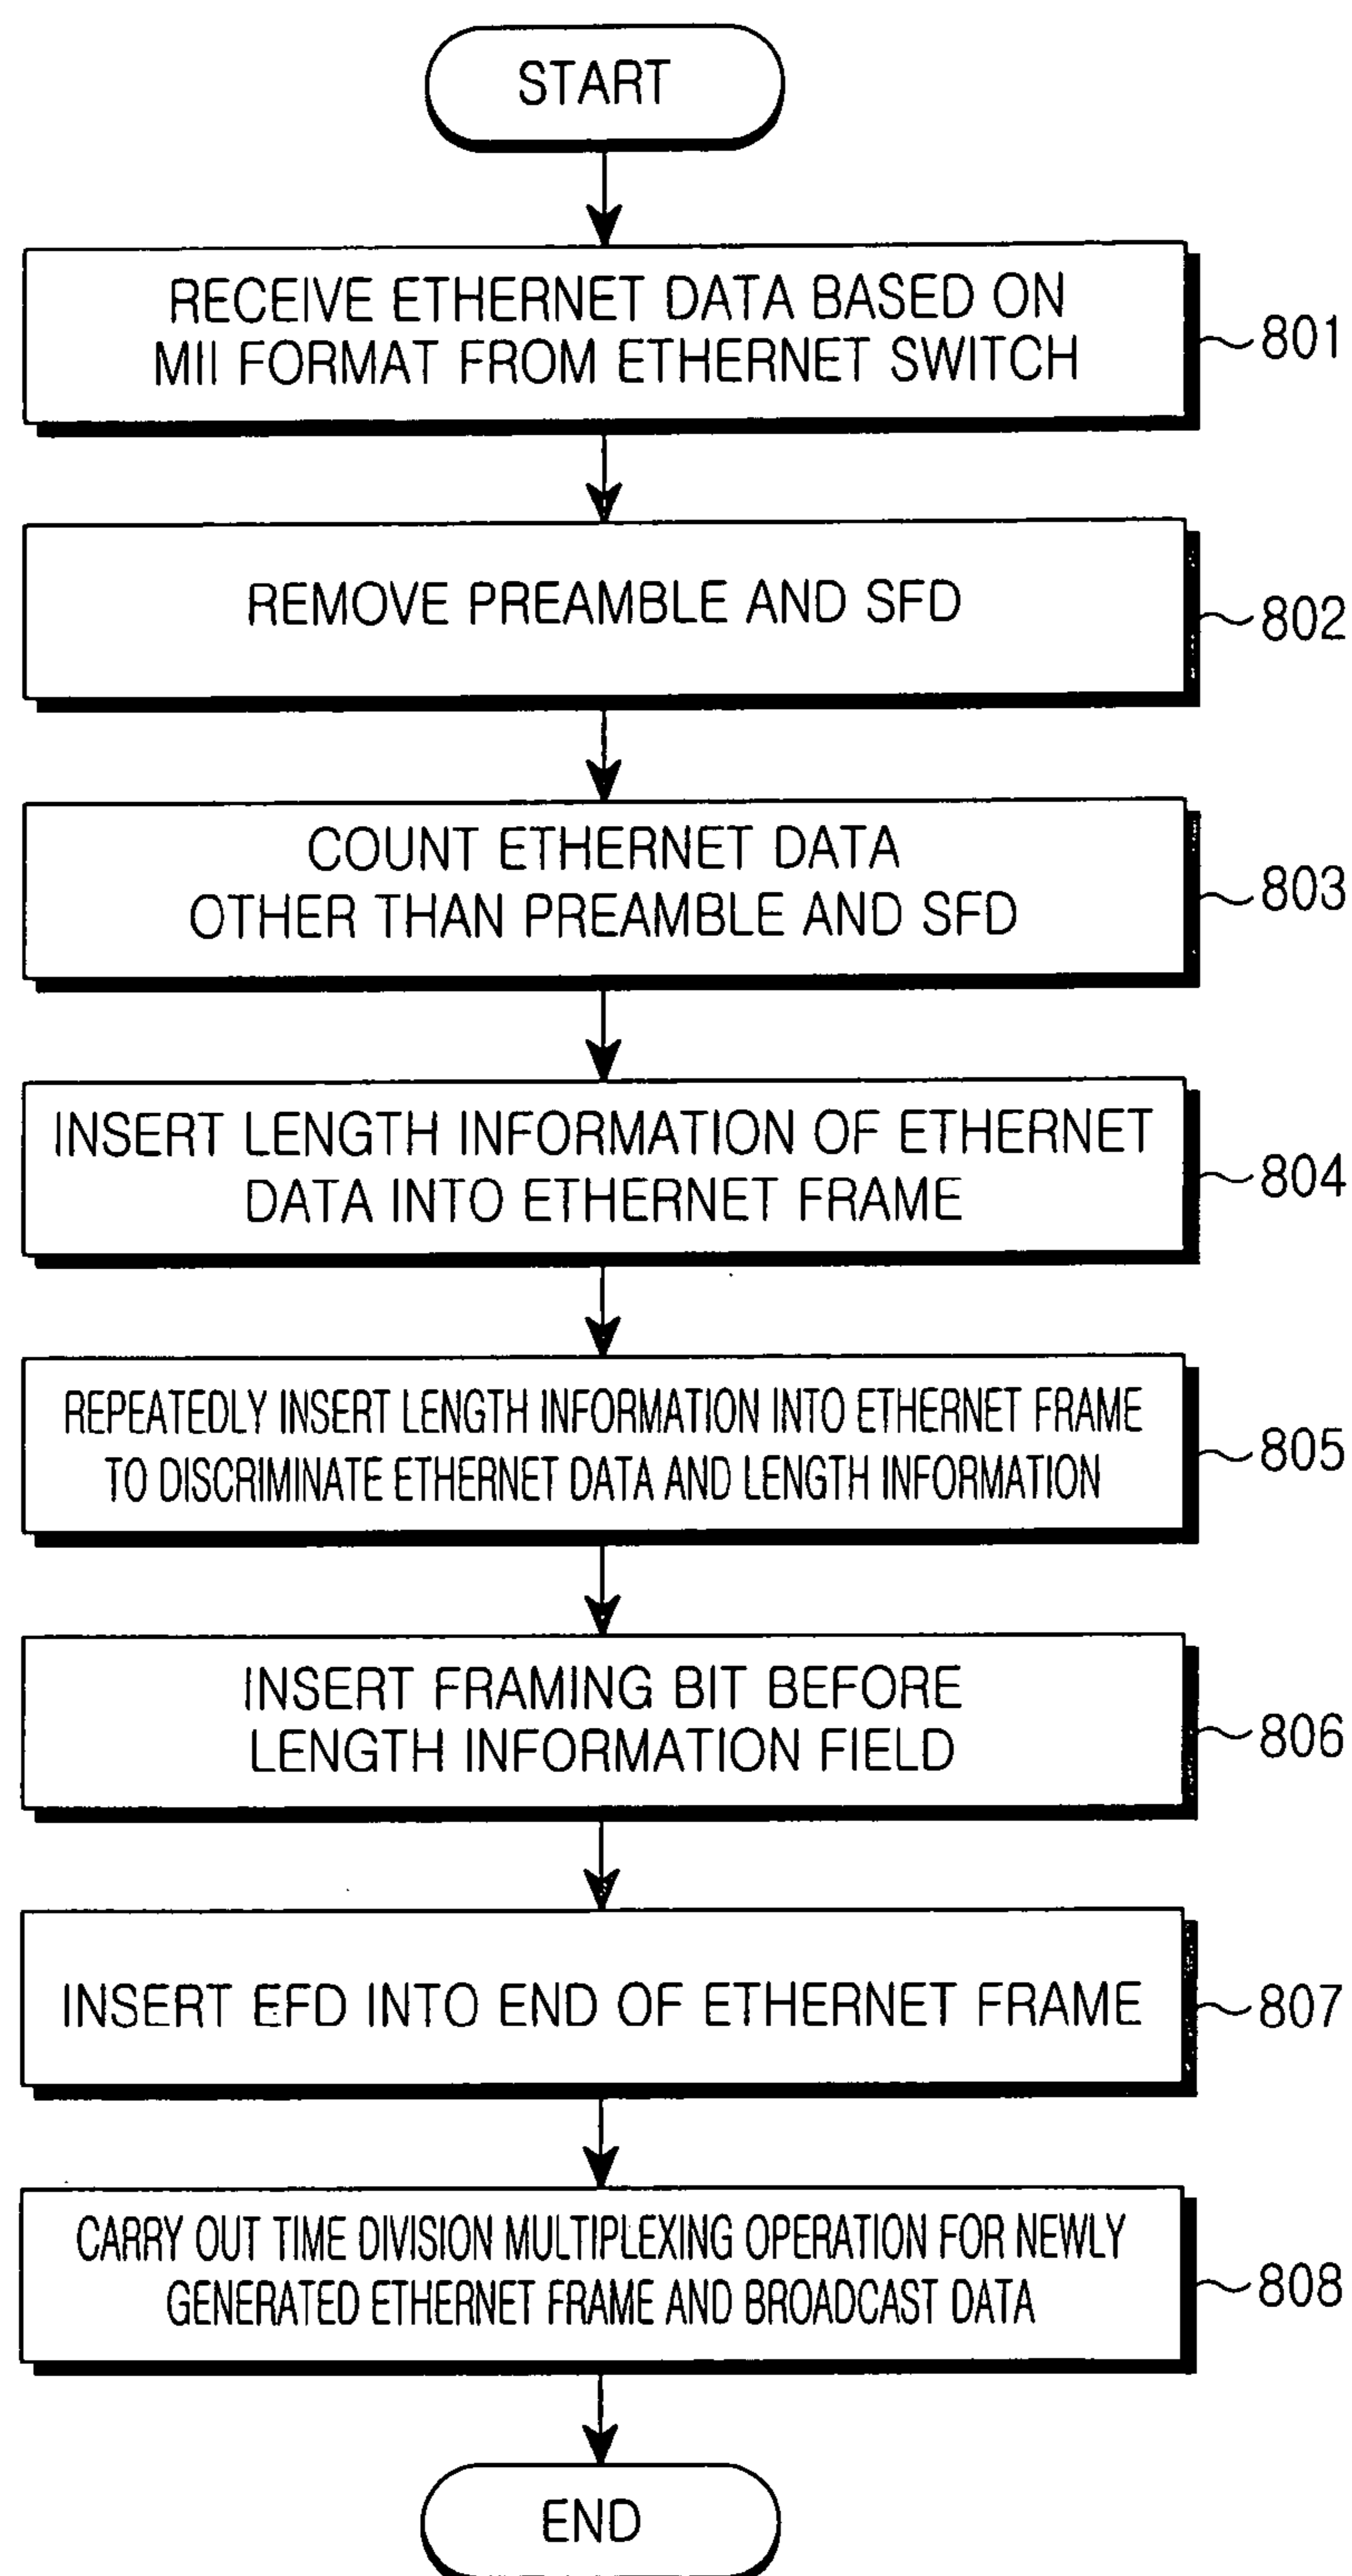 START
RECEIVE ETHERNET DATA BASED ON
MII FORMAT FROM ETHERNET SWITCH
801
REMOVE PREAMBLE AND SFD
802
COUNT ETHERNET DATA
OTHER THAN PREAMBLE AND SFD
803
INSERT LENGTH INFORMATION OF ETHERNET
DATA INTO ETHERNET FRAME
804
REPEATEDLY INSERT LENGTH INFORMATION INTO ETHERNET FRAME
TO DISCRIMINATE ETHERNET DATA AND LENGTH INFORMATION
805
INSERT FRAMING BIT BEFORE
LENGTH INFORMATION FIELD
806
INSERT EFD INTO END OF ETHERNET FRAME
807
CARRY OUT TIME DIVISION MULTIPLEXING OPERATION FOR NEWLY
GENERATED ETHERNET FRAME AND BROADCAST DATA
808
END